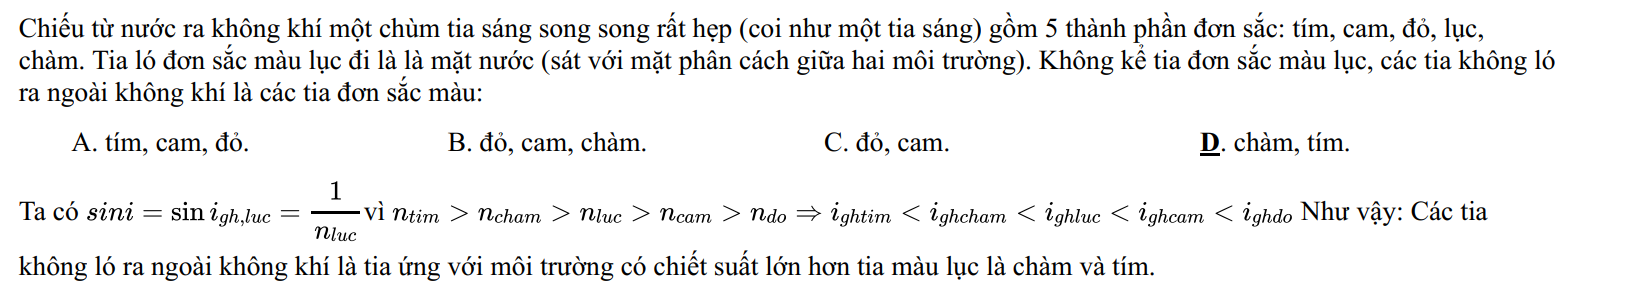 Chiếu từ nước ra không khí một chùm tia sáng song song rất hẹp (coi như một tia sáng) gồm 5 thành phần đơn sắc: tím, cam, đỏ, lục,
chàm. Tia ló đơn sắc màu lục đi là là mặt nước (sát với mặt phân cách giữa hai môi trường). Không kể tia đơn sắc màu lục, các tia không ló
ra ngoài không khí là các tia đơn sắc màu:
A. tím, cam, đỏ. B. đỏ, cam, chàm. C. đỏ, cam. D. chàm, tím.
Ta có $sini = \sin i_{gh,luc} = \frac{1}{n_{luc}}$ vì $n_{tim} > n_{cham} > n_{luc} > n_{cam} > n_{do} \Rightarrow i_{ghtim} < i_{ghcham} < i_{ghluc} < i_{ghcam} < i_{ghdo}$ Như vậy: Các tia
không ló ra ngoài không khí là tia ứng với môi trường có chiết suất lớn hơn tia màu lục là chàm và tím.